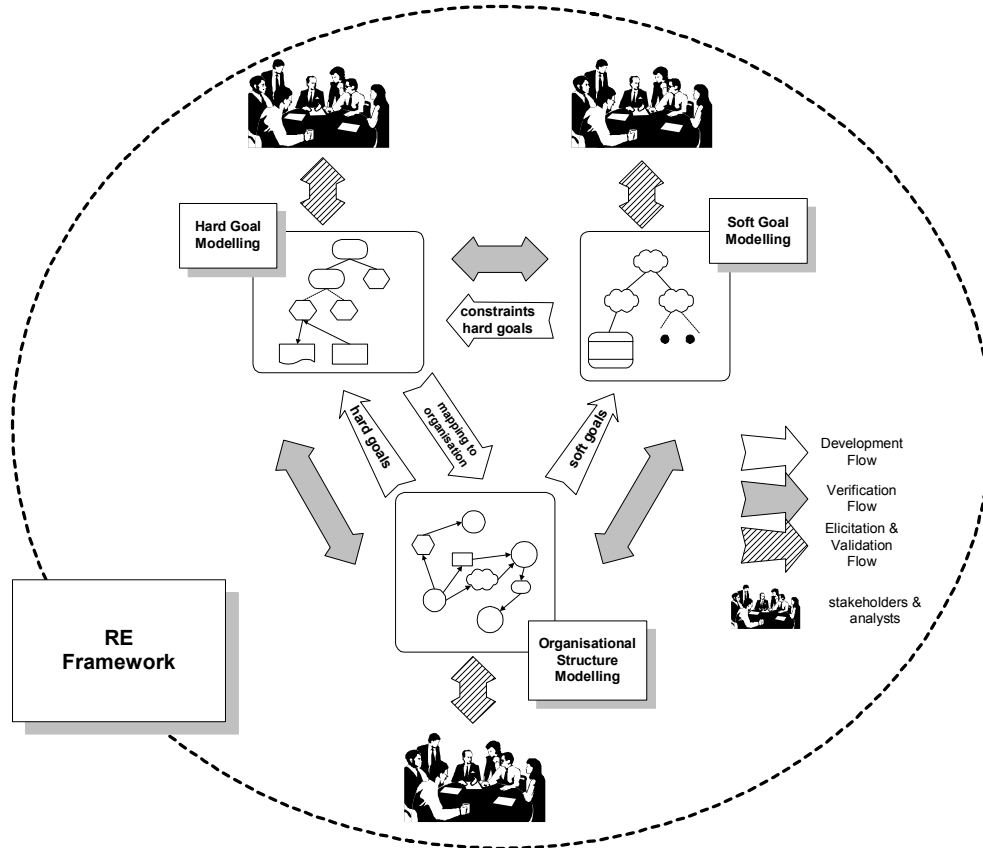 Hard Goal
Modelling
Soft Goal
Modelling
constraints
hard goals
hard goals
mapping to
organisation
soft goals
Development
Flow
Verification
Flow
Elicitation &
Validation
Flow
stakeholders &
analysts
RE
Framework
Organisational
Structure
Modelling